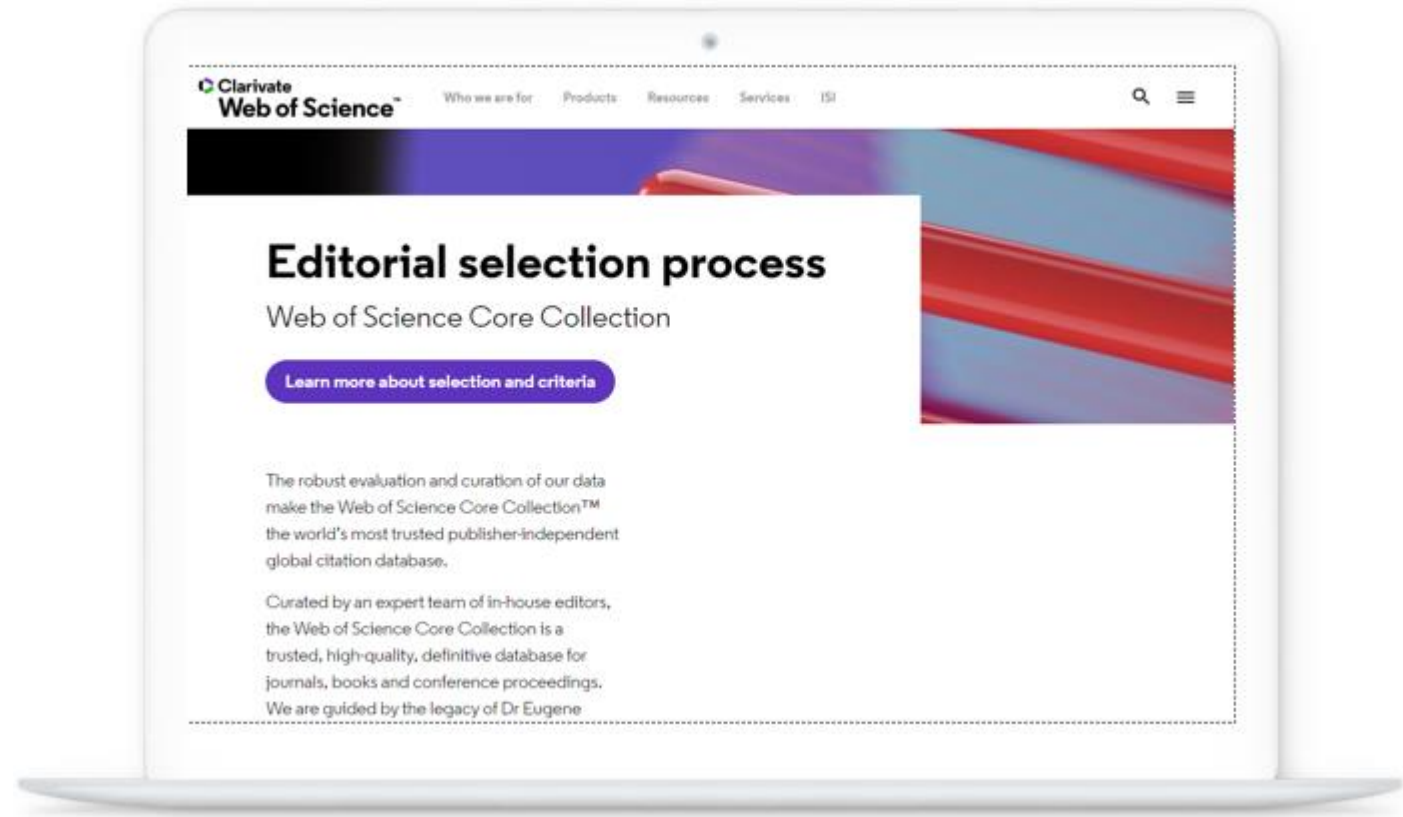 Clarivate
Web of Science™
Who we are for Products Resources Services ISI
Editorial selection process
Web of Science Core Collection
Learn more about selection and criteria
The robust evaluation and curation of our data
make the Web of Science Core Collection™
the world's most trusted publisher-independent
global citation database.
Curated by an expert team of in-house editors,
the Web of Science Core Collection is a
trusted, high-quality, definitive database for
journals, books and conference proceedings.
We are guided by the legacy of Dr Eugene